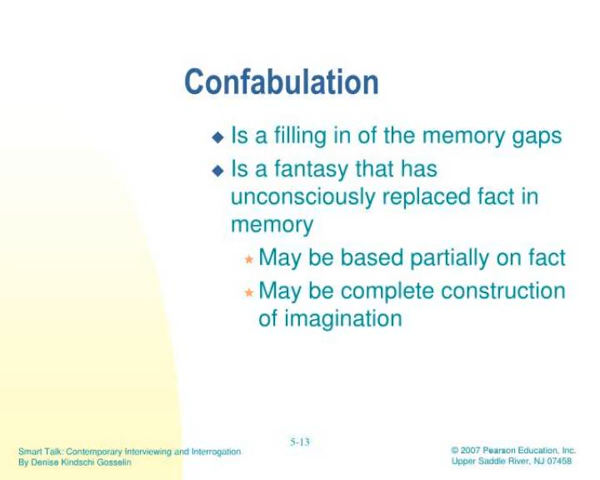 Confabulation
Is a filling in of the memory gaps
Is a fantasy that has
unconsciously replaced fact in
memory
May be based partially on fact
May be complete construction
of imagination
5-13
Smart Talk: Contemporary Interviewing and Interrogation
By Denise Kindschi Gosselin
© 2007 Pearson Education, Inc.
Upper Saddle River, NJ 07458